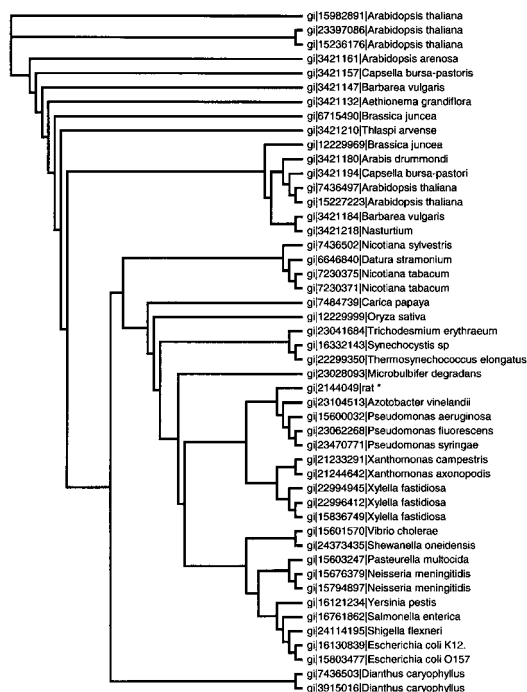 gi|15982891|Arabidopsis thaliana
gi|23397086|Arabidopsis thaliana
gi|15236176|Arabidopsis thaliana
gi|3421161|Arabidopsis arenosa
gi|3421157|Capsella bursa-pastoris
gi|3421147|Barbarea vulgaris
gi|3421132|Aethionema grandiflora
gi|6715490|Brassica juncea
gi|3421210|Thlaspi arvense
gi|12229969|Brassica juncea
gi|3421180|Arabis drummondi
gi|3421194|Capsella bursa-pastori
gi|7436497|Arabidopsis thaliana
gi|15227223|Arabidopsis thaliana
gi|3421184|Barbarea vulgaris
gi|3421218|Nasturtium
gi|7436502|Nicotiana sylvestris
gi|6646840|Datura stramonium
gi|7230375|Nicotiana tabacum
gi|7230371|Nicotiana tabacum
gi|7484739|Carica papaya
gi|12229999|Oryza sativa
gi|23041684|Trichodesmium erythraeum
gi|16332143|Synechocystis sp
gi|22299350|Thermosynechococcus elongatus
gi|23028093|Microbulbifer degradans
gi|2144049|rat *
gi|23104513|Azotobacter vinelandii
gi|15600032|Pseudomonas aeruginosa
gi|23062268|Pseudomonas fluorescens
gi|23470771|Pseudomonas syringae
gi|21233291|Xanthomonas campestris
gi|21244642|Xanthomonas axonopodis
gi|22994945|Xylella fastidiosa
gi|22996412|Xylella fastidiosa
gi|15836749|Xylella fastidiosa
gi|15601570|Vibrio cholerae
gi|24373435|Shewanella oneidensis
gi|15603247|Pasteurella multocida
gi|15676379|Neisseria meningitidis
gi|15794897|Neisseria meningitidis
gi|16121234|Yersinia pestis
gi|16761862|Salmonella enterica
gi|24114195|Shigella flexneri
gi|16130839|Escherichia coli K12.
gi|15803477|Escherichia coli O157
gi|7436503|Dianthus caryophyllus
gi|3915016|Dianthus caryophyllus